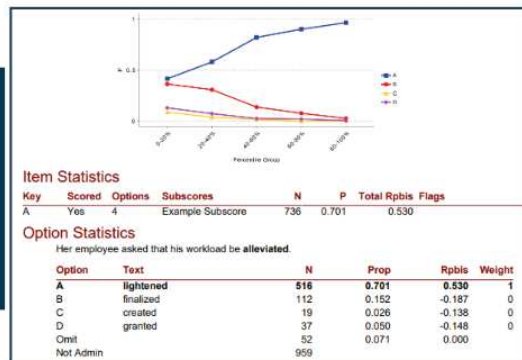 1
P 0.5
0
A
B
C
D
0-20%
20-40%
40-60%
60-80%
80-100%
Percentile Group
Item Statistics
Key Scored Options Subscores N P Total Rpbis Flags
A Yes 4 Example Subscore 736 0.701 0.530
Option Statistics
Her employee asked that his workload be alleviated.
Option Text N Prop Rpbis Weight
A lightened 516 0.701 0.530 1
B finalized 112 0.152 -0.187 0
C created 19 0.026 -0.138 0
D granted 37 0.050 -0.148 0
Omit 52 0.071 0.000
Not Admin 959